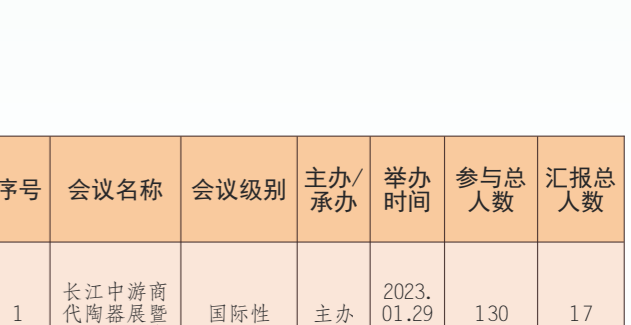 序号 会议名称 会议级别 主办/承办 举办时间 参与总人数 汇报总人数
1 长江中游商代陶器展暨 国际性 主办 2023.01.29 130 17